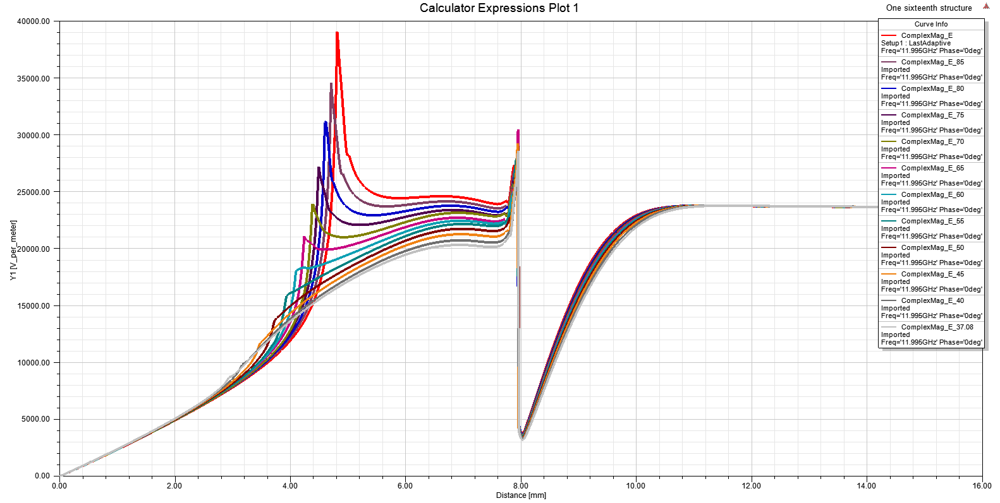 Calculator Expressions Plot 1
One sixteenth structure
Curve Info
ComplexMag_E
Setup1 : LastAdaptive
Freq='11.995GHz' Phase='0deg'
ComplexMag_E_85
Imported
Freq='11.995GHz' Phase='0deg'
ComplexMag_E_80
Imported
Freq='11.995GHz' Phase='0deg'
ComplexMag_E_75
Imported
Freq='11.995GHz' Phase='0deg'
ComplexMag_E_70
Imported
Freq='11.995GHz' Phase='0deg'
ComplexMag_E_65
Imported
Freq='11.995GHz' Phase='0deg'
ComplexMag_E_60
Imported
Freq='11.995GHz' Phase='0deg'
ComplexMag_E_55
Imported
Freq='11.995GHz' Phase='0deg'
ComplexMag_E_50
Imported
Freq='11.995GHz' Phase='0deg'
ComplexMag_E_45
Imported
Freq='11.995GHz' Phase='0deg'
ComplexMag_E_40
Imported
Freq='11.995GHz' Phase='0deg'
ComplexMag_E_37.08
Imported
Freq='11.995GHz' Phase='0deg'
Y1 [V_per_meter]
40000.00
35000.00
30000.00
25000.00
20000.00
15000.00
10000.00
5000.00
0.00
0.00 2.00 4.00 6.00 8.00 10.00 12.00 14.00 16.00
Distance [mm]